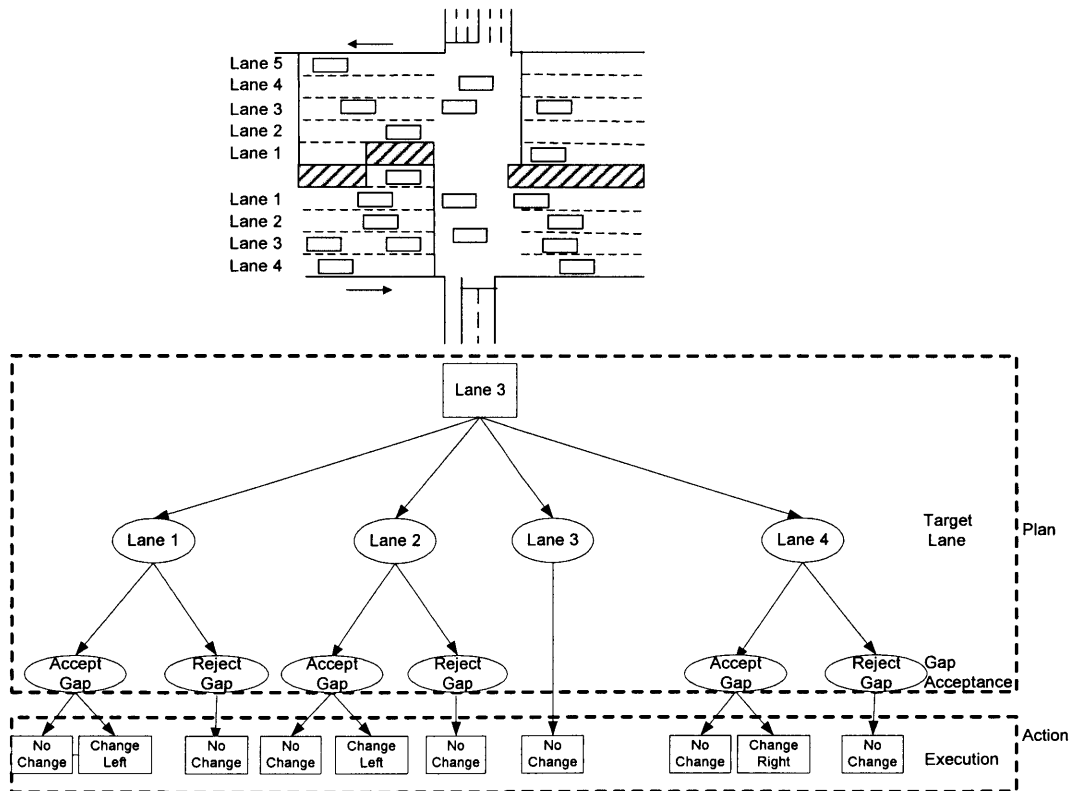 Lane 5
Lane 4
Lane 3
Lane 2
Lane 1
Lane 1
Lane 2
Lane 3
Lane 4
Lane 3
Lane 1
Lane 2
Lane 3
Lane 4
Target
Lane
Plan
Accept
Gap
Reject
Gap
Accept
Gap
Reject
Gap
Accept
Gap
Reject
Gap
Gap
Acceptance
No
Change
Change
Left
No
Change
No
Change
Change
Left
No
Change
No
Change
No
Change
Change
Right
No
Change
Execution
Action